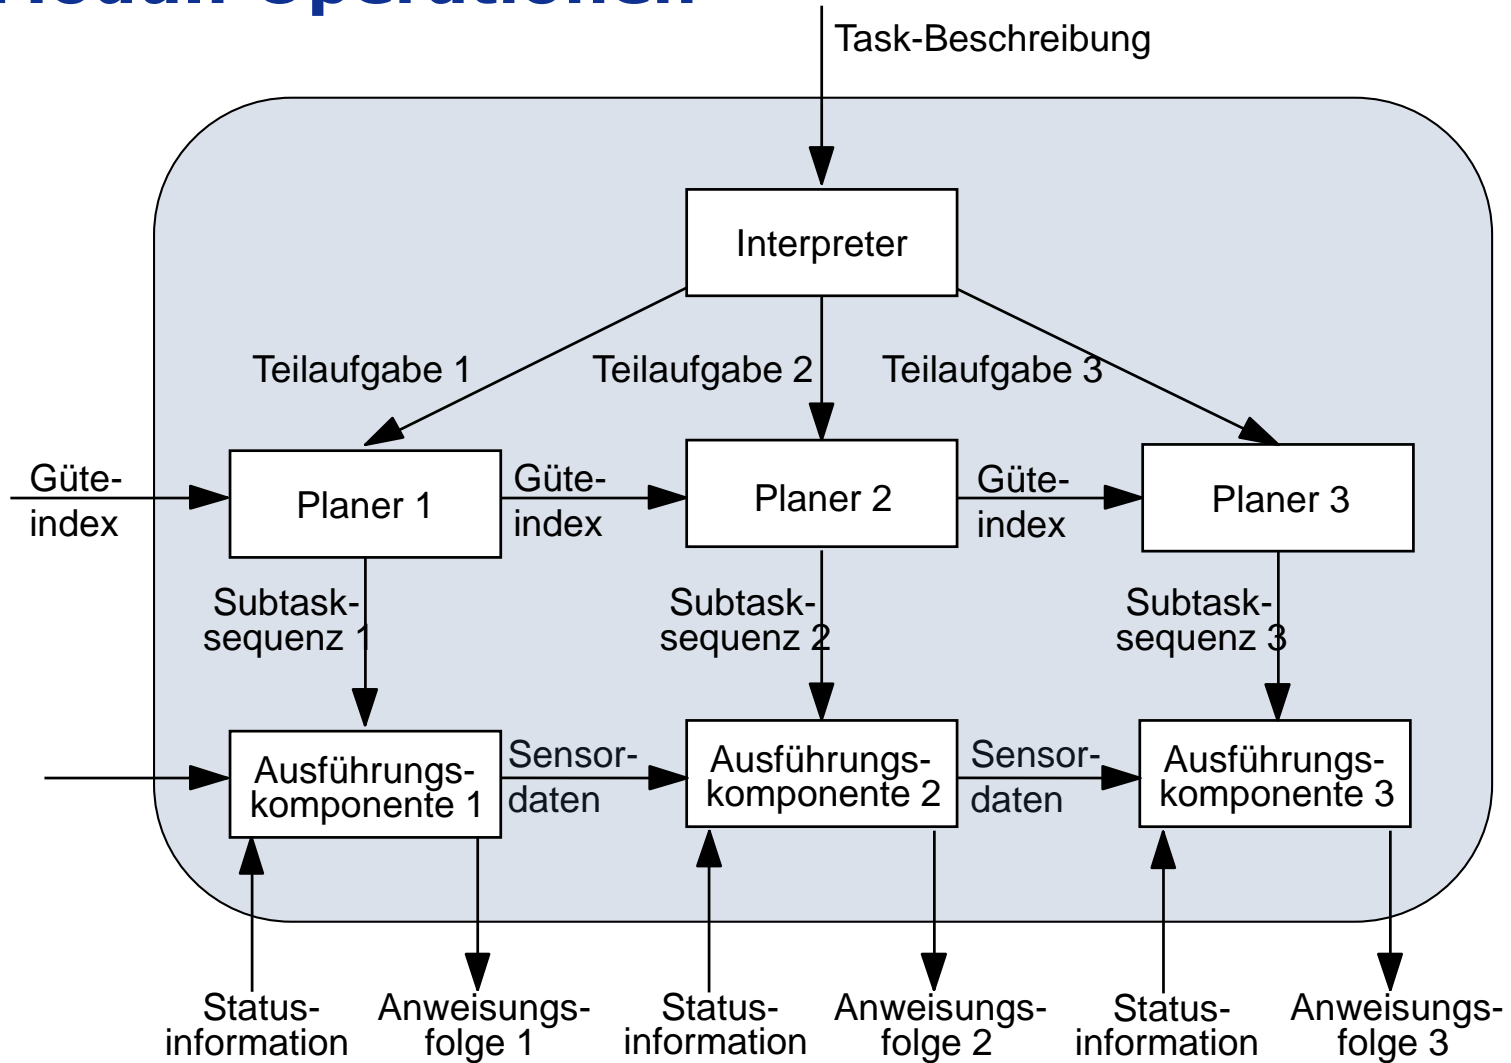 Modul: Operationen
Task-Beschreibung
Interpreter
Teilaufgabe 1
Teilaufgabe 2
Teilaufgabe 3
Güte-
index
Planer 1
Güte-
index
Planer 2
Güte-
index
Planer 3
Subtask-
sequenz 1
Subtask-
sequenz 2
Subtask-
sequenz 3
Ausführungs-
komponente 1
Sensor-
daten
Ausführungs-
komponente 2
Sensor-
daten
Ausführungs-
komponente 3
Status-
information
Anweisungs-
folge 1
Status-
information
Anweisungs-
folge 2
Status-
information
Anweisungs-
folge 3